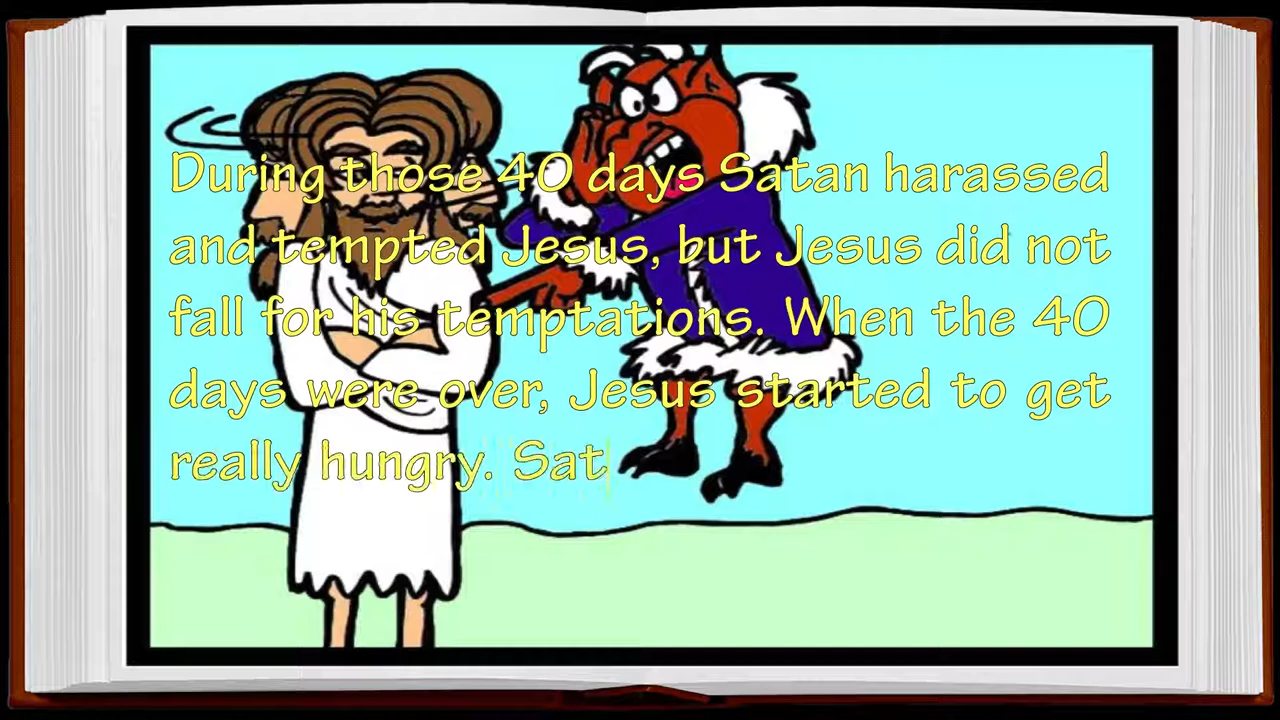 During those 40 days Satan harassed
and tempted Jesus, but Jesus did not
fall for his temptations. When the 40
days were over, Jesus started to get
really hungry. Sat